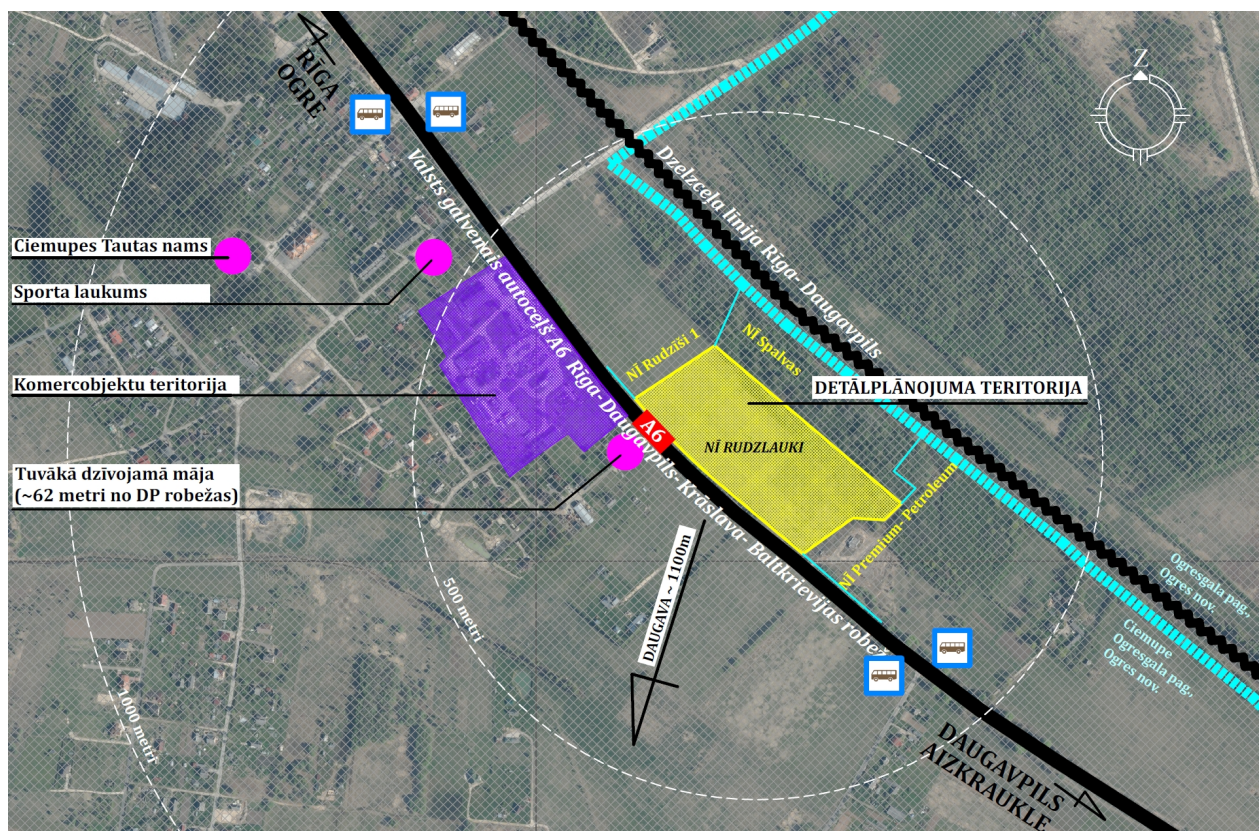 RĪGA
OGRE
Z
Valsts galvenais autoceļš A6 Rīga-Daugavpils-Krāslava- Baltkrievijas robež
Dzelzceļa līnija Rīga- Daugavpils
Ciemupes Tautas nams
Sporta laukums
Komercobjektu teritorija
Tuvākā dzīvojamā māja
(~62 metri no DP robežas)
NĪ Rudzīši 1
NĪ Spalvas
DETĀLPLĀNOJUMA TERITORIJA
A6
NĪ RUDZLAUKI
NĪ Premium- Petroleum
DAUGAVA ~ 1100m
500 metri
1000 metri
Ogresgala pag.,
Ogres nov.
Ciemupe
Ogresgala pag.,
Ogres nov.
DAUGAVPILS
AIZKRAUKLE